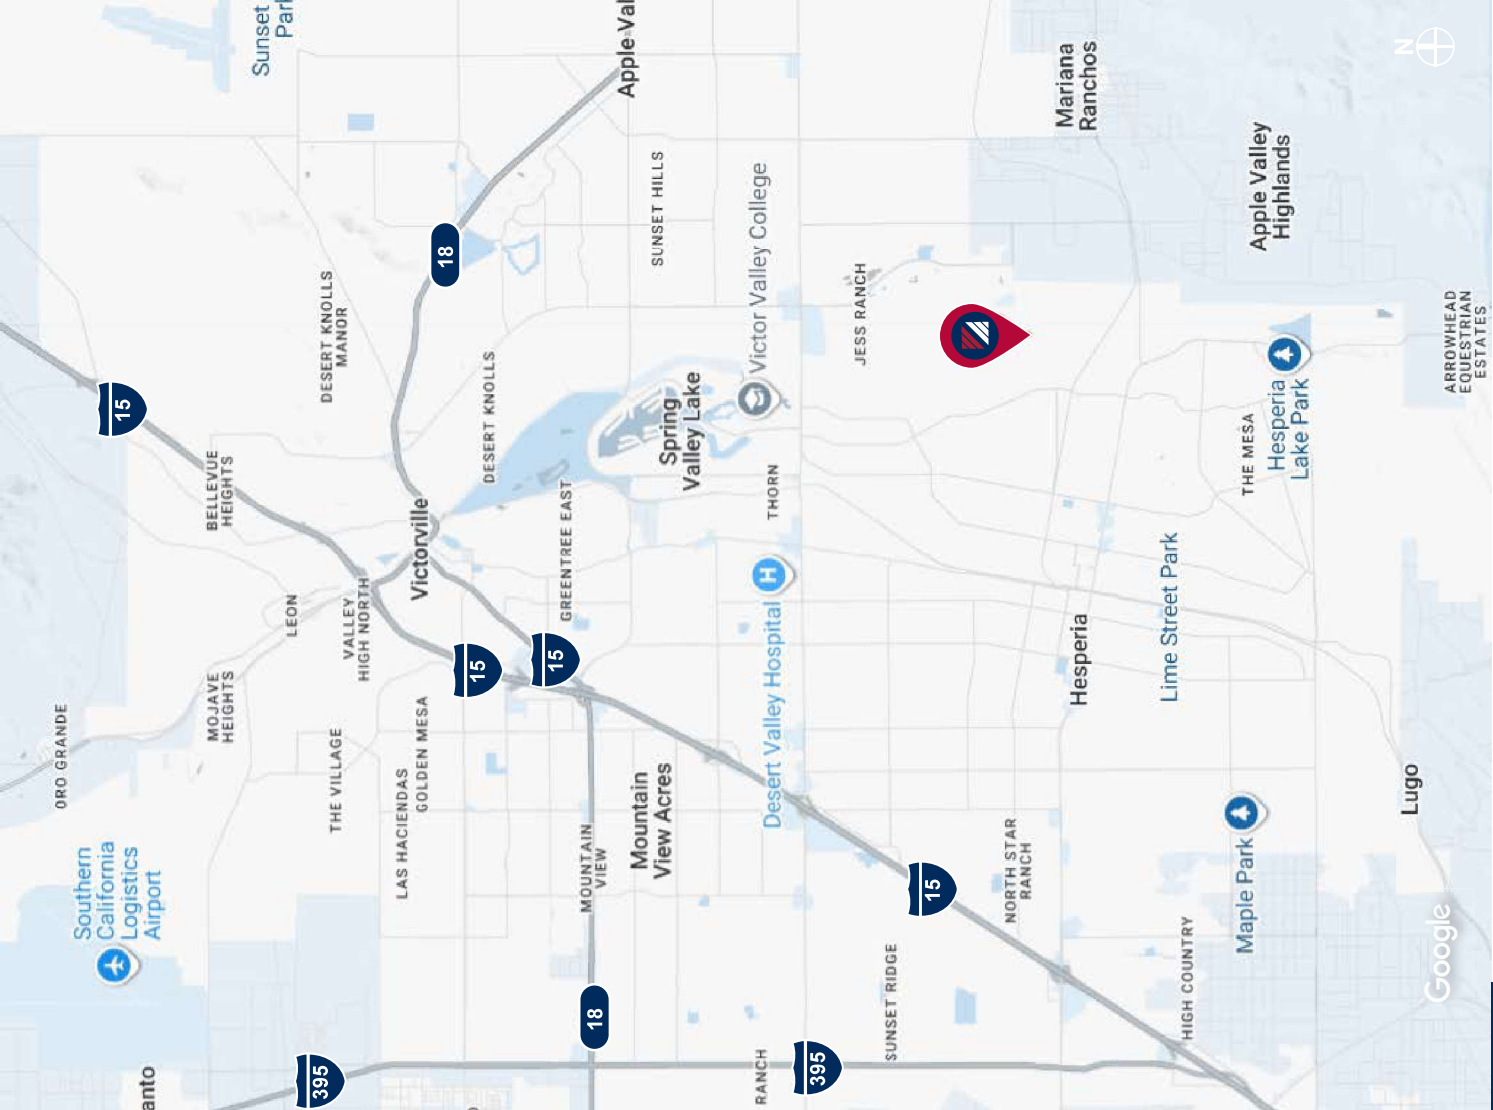 ORO GRANDE
Southern
California
Logistics
Airport
15
anto
MOJAVE
HEIGHTS
BELLEVUE
HEIGHTS
Sunset
Par
LEON
395
THE VILLAGE
VALLEY
HIGH NORTH
DESERT KNOLLS
MANOR
LAS HACIENDAS
GOLDEN MESA
Victorville
18
15
DESERT KNOLLS
15
GREENTREE EAST
18
MOUNTAIN
VIEW
Apple Val
Mountain
View Acres
SUNSET HILLS
Spring
Valley Lake
RANCH
Desert Valley Hospital
H
THORN
Victor Valley College
395
JESS RANCH
SUNSET RIDGE
15
NORTH STAR
RANCH
Hesperia
Mariana
Ranchos
Lime Street Park
HIGH COUNTRY
Maple Park
THE MESA
Hesperia
Lake Park
Apple Valley
Highlands
Lugo
N
Google
ARROWHEAD
EQUESTRIAN
ESTATES